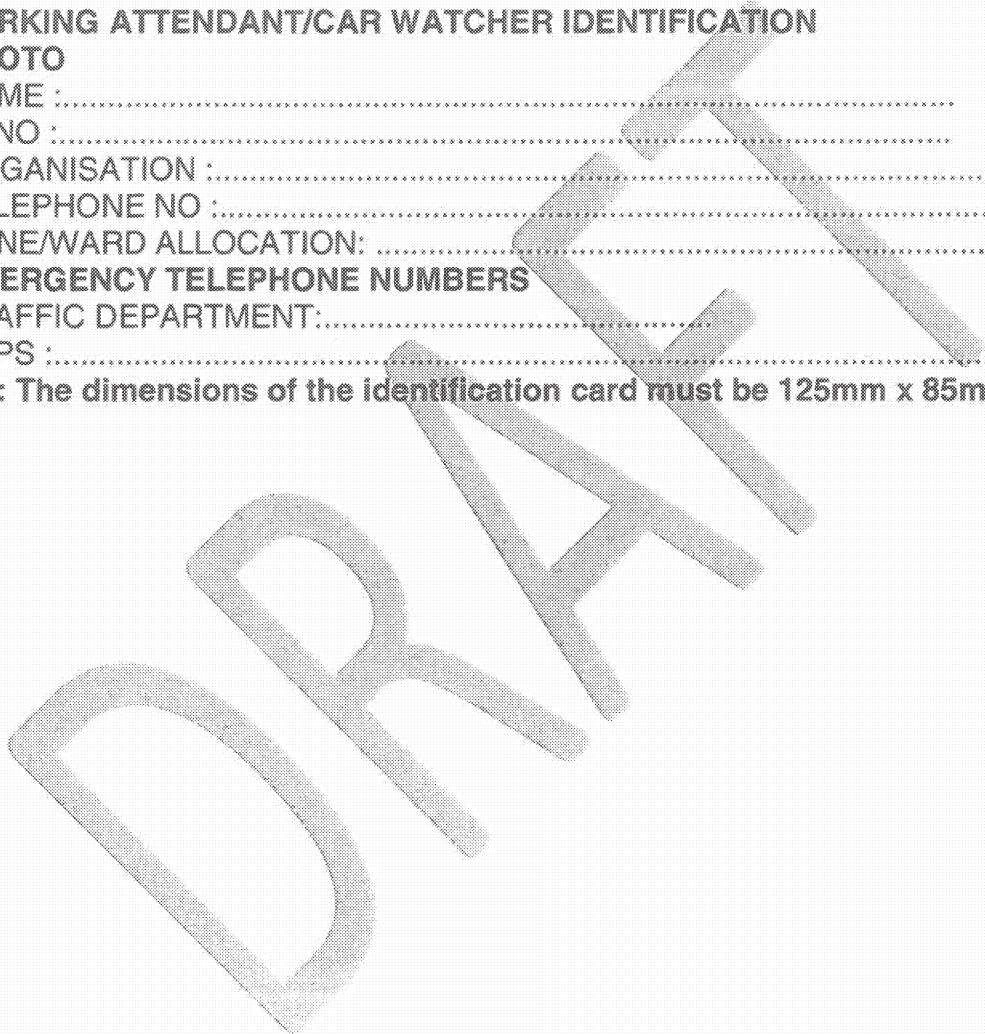 RKING ATTENDANT/CAR WATCHER IDENTIFICATION
OTO
ME :
NO :
GANISATION :
LEPHONE NO :
NE/WARD ALLOCATION:
ERGENCY TELEPHONE NUMBERS
AFFIC DEPARTMENT:
PS :
: The dimensions of the identification card must be 125mm x 85m
DRAFT